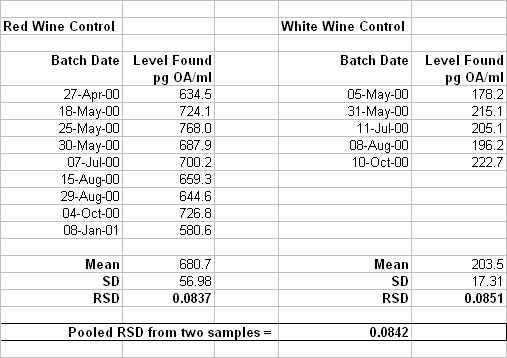 Red Wine Control White Wine Control
Batch Date Level Found Batch Date Level Found
pg OA/ml pg OA/ml
27-Apr-00 634.5 05-May-00 178.2
18-May-00 724.1 31-May-00 215.1
25-May-00 768.0 11-Jul-00 205.1
30-May-00 687.9 08-Aug-00 196.2
07-Jul-00 700.2 10-Oct-00 222.7
15-Aug-00 659.3
29-Aug-00 644.6
04-Oct-00 726.8
08-Jan-01 580.6
Mean 680.7 Mean 203.5
SD 56.98 SD 17.31
RSD 0.0837 RSD 0.0851
Pooled RSD from two samples = 0.0842